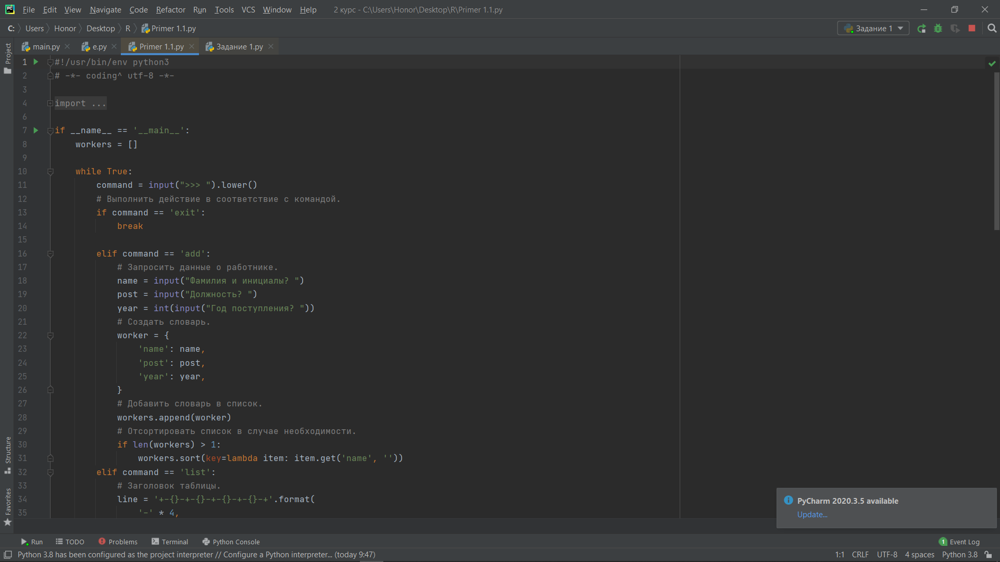 PC File Edit View Navigate Code Refactor Run Tools VCS Window Help 2 курс - C:\Users\Honor\Desktop\R\Primer 1.1.py
C: Users Honor Desktop R Primer 1.1.py Задание 1
main.py e.py Primer 1.1.py Задание 1.py
Project
1 #!/usr/bin/env python3
2 # -*- coding^ utf-8 -*-
3
4 import ...
6
7 if __name__ == '__main__':
8 workers = []
9
10 while True:
11 command = input(">>> ").lower()
12 # Выполнить действие в соответствие с командой.
13 if command == 'exit':
14 break
15
16 elif command == 'add':
17 # Запросить данные о работнике.
18 name = input("Фамилия и инициалы? ")
19 post = input("Должность? ")
20 year = int(input("Год поступления? "))
21 # Создать словарь.
22 worker = {
23 'name': name,
24 'post': post,
25 'year': year,
26 }
27 # Добавить словарь в список.
28 workers.append(worker)
29 # Отсортировать список в случае необходимости.
30 if len(workers) > 1:
31 workers.sort(key=lambda item: item.get('name', ''))
32 elif command == 'list':
33 # Заголовок таблицы.
34 line = '+-{}-+-{}-+-{}-+-{}-+'.format(
35 '-' * 4,
Structure
Favorites
PyCharm 2020.3.5 available
Update...
Run TODO Problems Terminal Python Console 1 Event Log
Python 3.8 has been configured as the project interpreter // Configure a Python interpreter... (today 9:47) 1:1 CRLF UTF-8 4 spaces Python 3.8